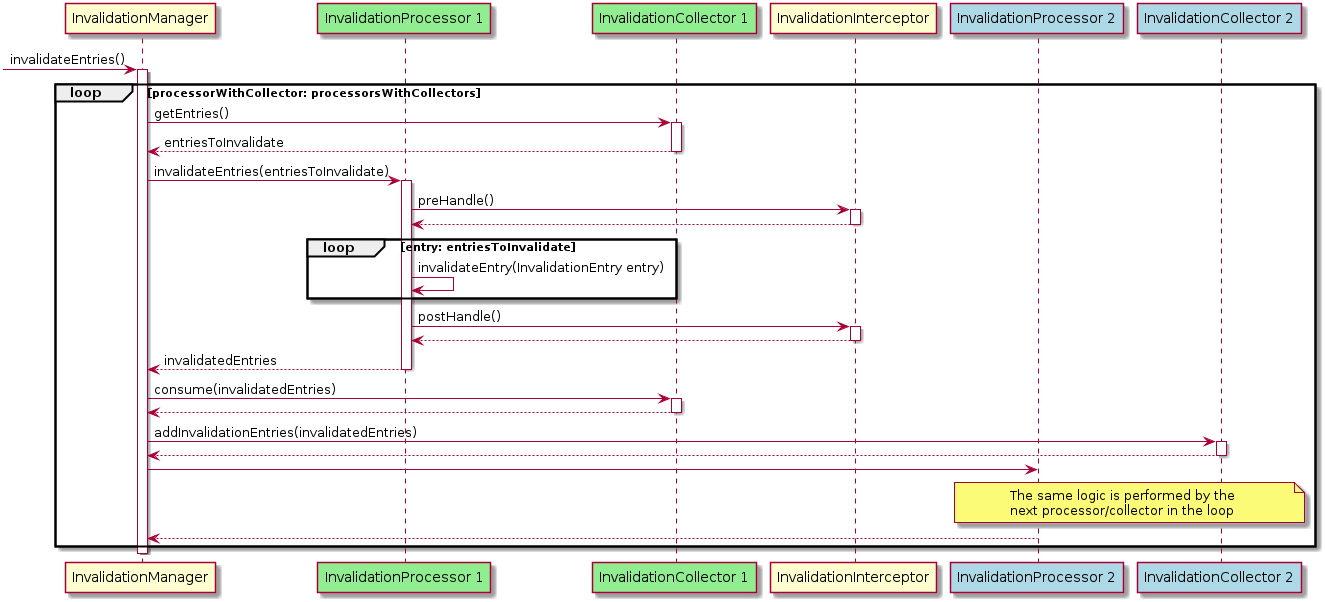 InvalidationManager
InvalidationProcessor 1
InvalidationCollector 1
InvalidationInterceptor
InvalidationProcessor 2
InvalidationCollector 2
invalidateEntries()
loop
[processorWithCollector: processorsWithCollectors]
getEntries()
entriesToInvalidate
invalidateEntries(entriesToInvalidate)
preHandle()
loop
[entry: entriesToInvalidate]
invalidateEntry(InvalidationEntry entry)
postHandle()
invalidatedEntries
consume(invalidatedEntries)
addInvalidationEntries(invalidatedEntries)
The same logic is performed by the
next processor/collector in the loop
InvalidationManager
InvalidationProcessor 1
InvalidationCollector 1
InvalidationInterceptor
InvalidationProcessor 2
InvalidationCollector 2